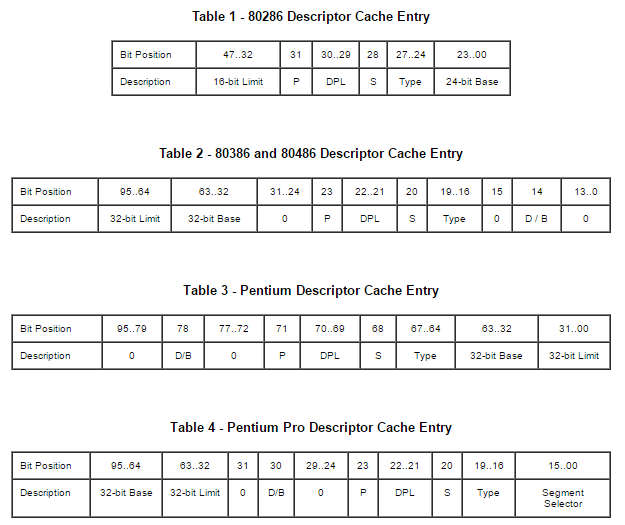 Table 1 - 80286 Descriptor Cache Entry
Bit Position 47..32 31 30..29 28 27..24 23..00
Description 16-bit Limit P DPL S Type 24-bit Base
Table 2 - 80386 and 80486 Descriptor Cache Entry
Bit Position 95..64 63..32 31..24 23 22..21 20 19..16 15 14 13..0
Description 32-bit Limit 32-bit Base 0 P DPL S Type 0 D / B 0
Table 3 - Pentium Descriptor Cache Entry
Bit Position 95..79 78 77..72 71 70..69 68 67..64 63..32 31..00
Description 0 D/B 0 P DPL S Type 32-bit Base 32-bit Limit
Table 4 - Pentium Pro Descriptor Cache Entry
Bit Position 95..64 63..32 31 30 29..24 23 22..21 20 19..16 15..00
Description 32-bit Base 32-bit Limit 0 D/B 0 P DPL S Type Segment
Selector